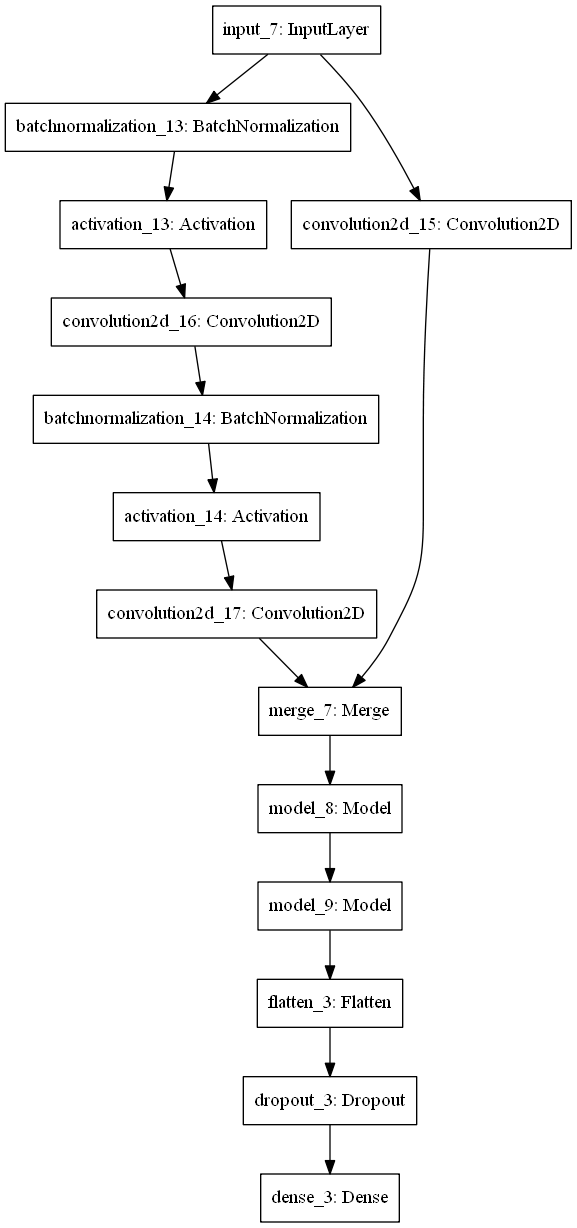 input_7: InputLayer
batchnormalization_13: BatchNormalization
activation_13: Activation
convolution2d_15: Convolution2D
convolution2d_16: Convolution2D
batchnormalization_14: BatchNormalization
activation_14: Activation
convolution2d_17: Convolution2D
merge_7: Merge
model_8: Model
model_9: Model
flatten_3: Flatten
dropout_3: Dropout
dense_3: Dense